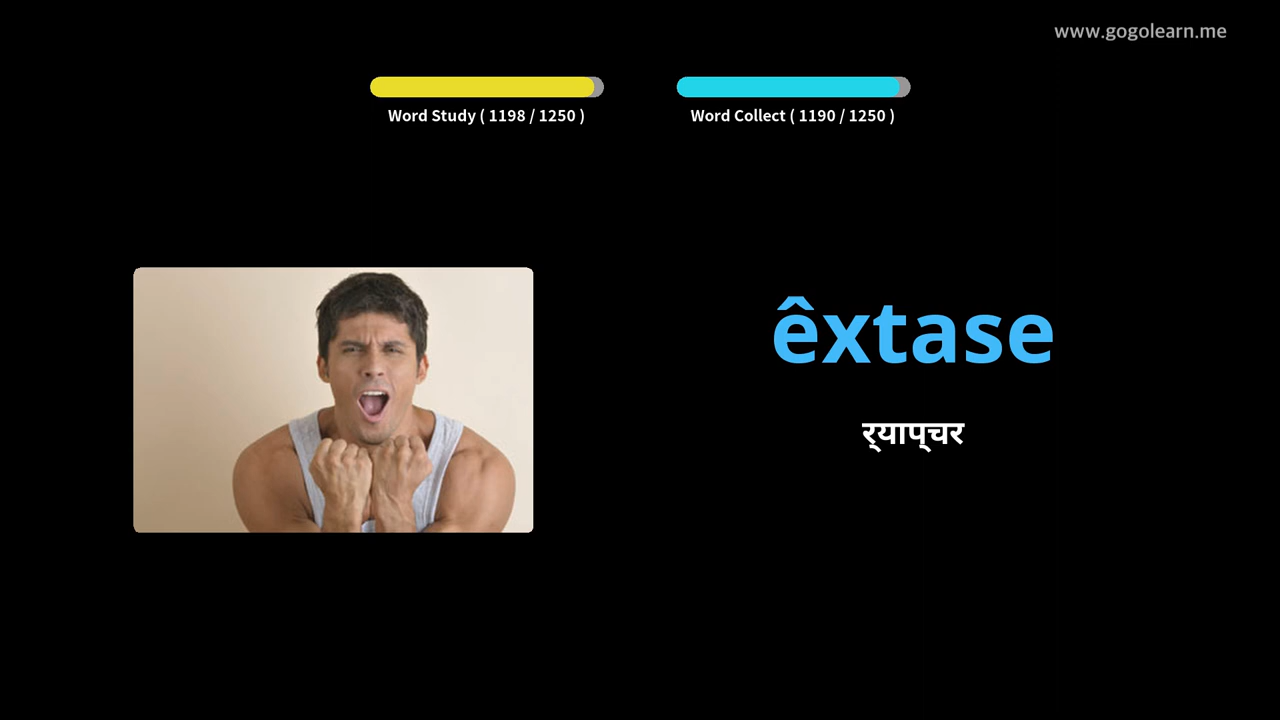 www.gogolearn.me
Word Study ( 1198 / 1250 )
Word Collect ( 1190 / 1250 )
êxtase
र्‍याप्चर